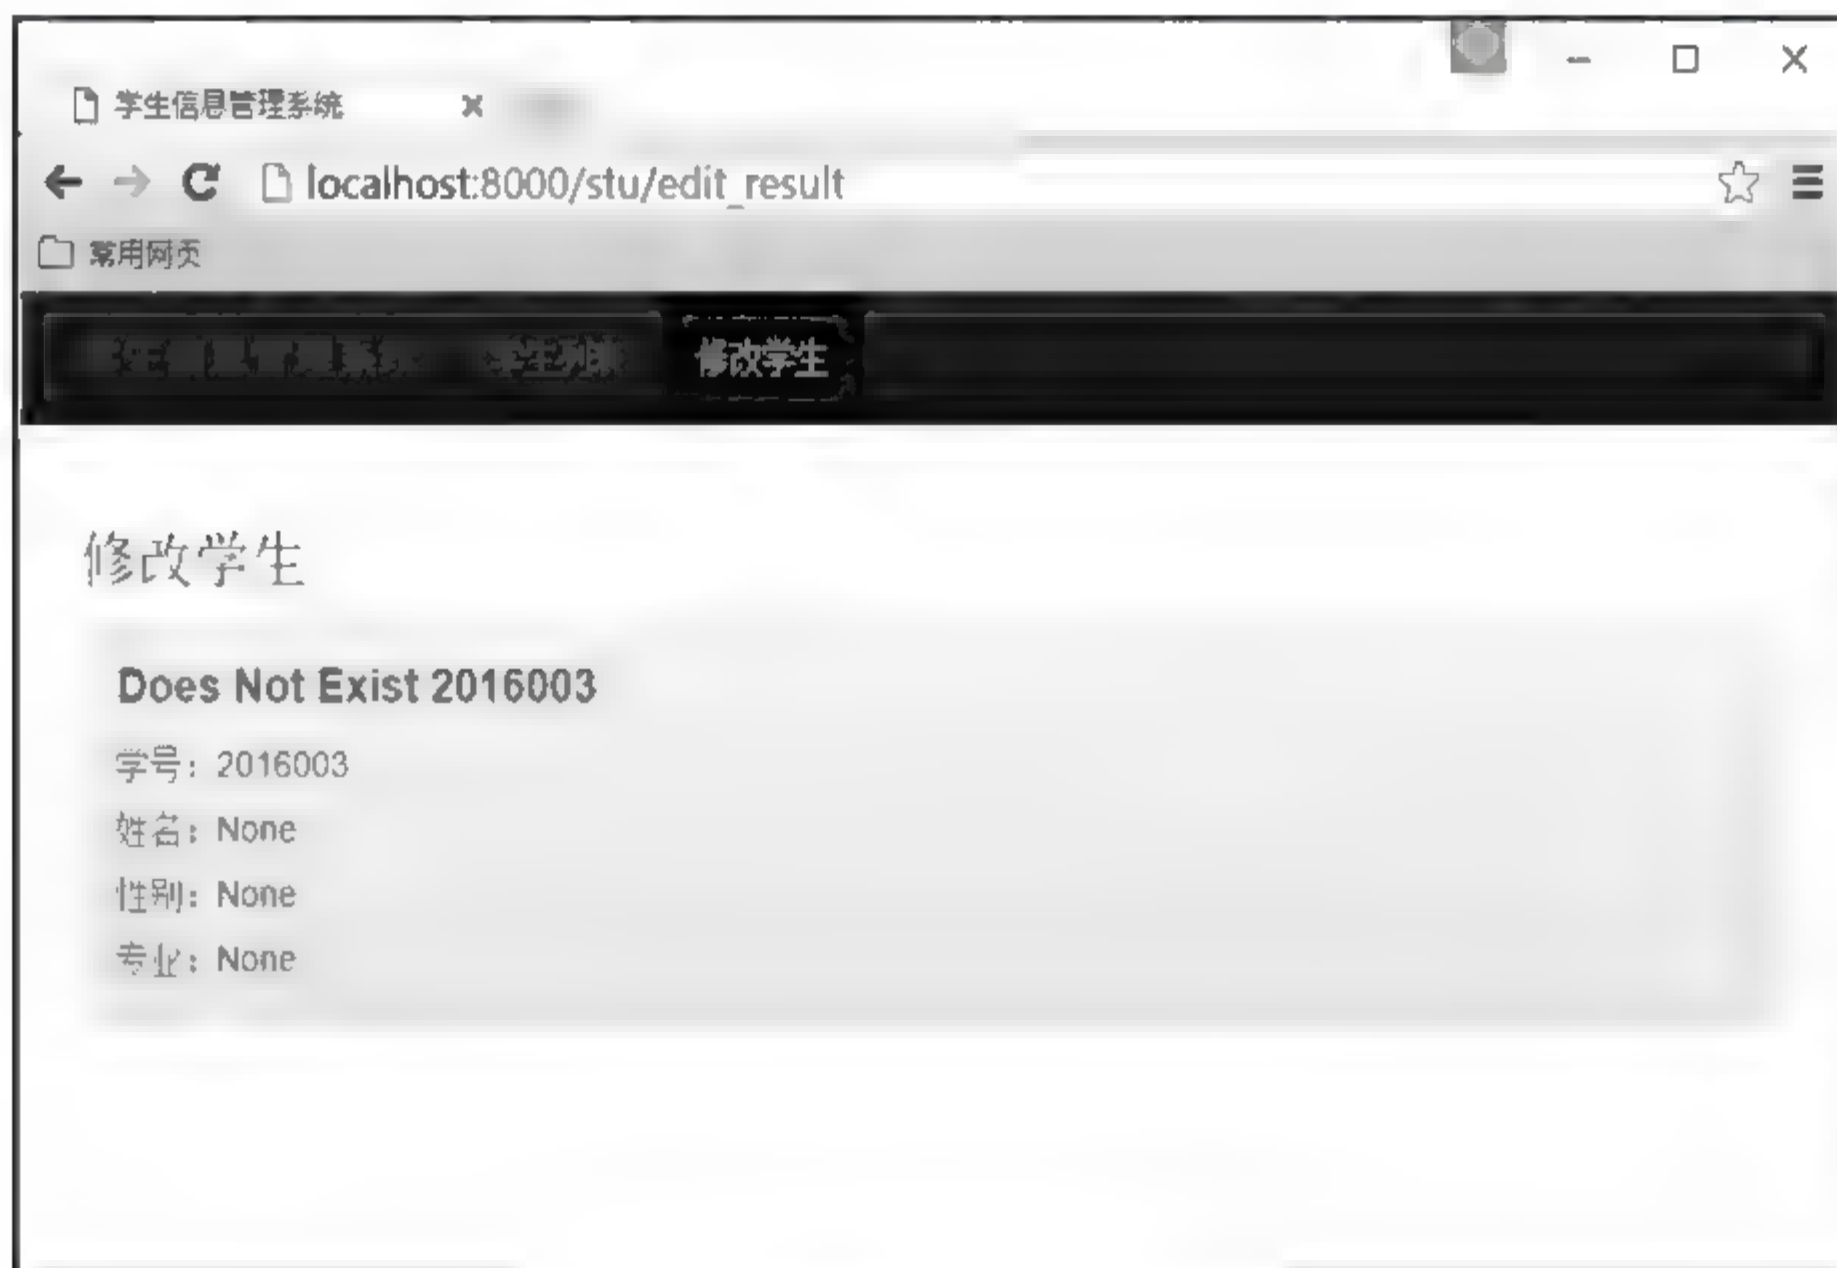 学生信息管理系统
localhost:8000/stu/edit_result
常用网页
修改学生
修改学生
Does Not Exist 2016003
学号：2016003
姓名：None
性别：None
专业：None